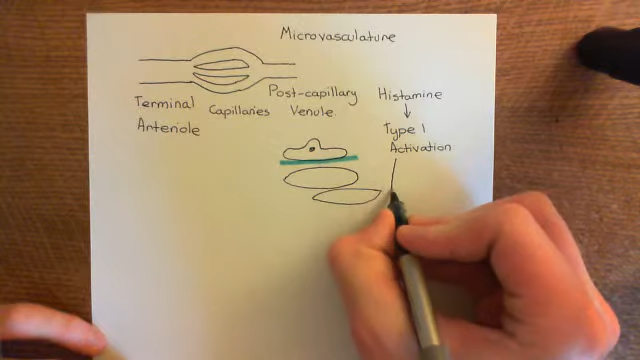 Microvasculature
Terminal
Arteriole
Capillaries
Post-capillary
Venule
Histamine
Type 1
Activation